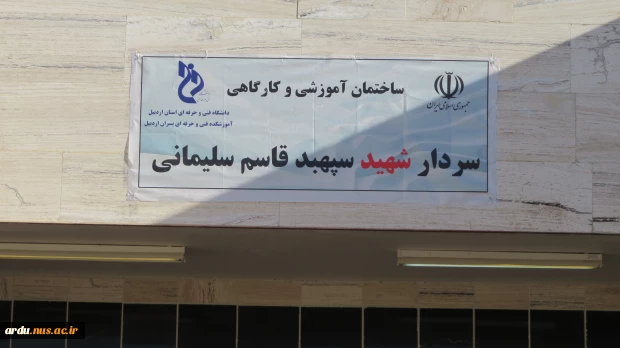 جمهوری اسلامی ایران
ساختمان آموزشی و کارگاهی
دانشگاه فنی و حرفه ای استان اردبیل
آموزشکده فنی و حرفه ای پسران اردبیل
سردار شهید سپهبد قاسم سلیمانی
ardu.nus.ac.ir